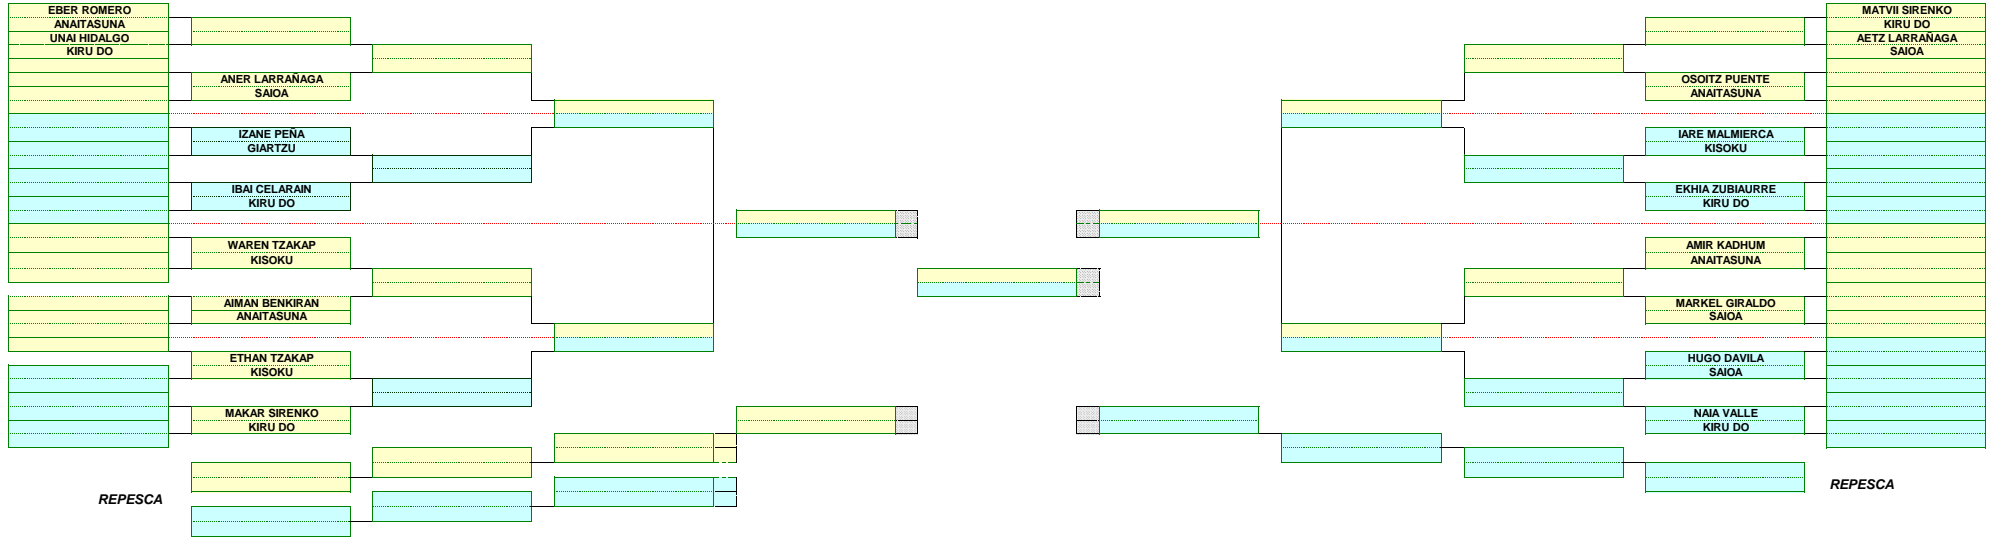 EBER ROMERO
ANAITASUNA
UNAI HIDALGO
KIRU DO
ANER LARRAÑAGA
SAIOA
IZANE PEÑA
GIARTZU
IBAI CELARAIN
KIRU DO
WAREN TZAKAP
KISOKU
AIMAN BENKIRAN
ANAITASUNA
ETHAN TZAKAP
KISOKU
MAKAR SIRENKO
KIRU DO
REPESCA
MATVII SIRENKO
KIRU DO
AETZ LARRAÑAGA
SAIOA
OSOITZ PUENTE
ANAITASUNA
IARE MALMIERCA
KISOKU
EKHIA ZUBIAURRE
KIRU DO
AMIR KADHUM
ANAITASUNA
MARKEL GIRALDO
SAIOA
HUGO DAVILA
SAIOA
NAIA VALLE
KIRU DO
REPESCA